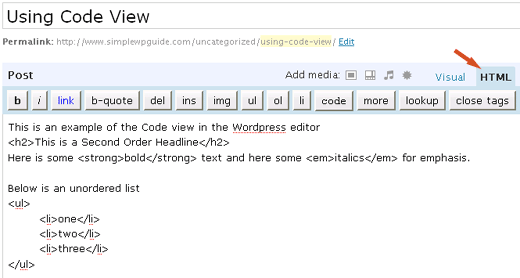 Using Code View
Permalink: http://www.simplewpguide.com/uncategorized/using-code-view/ Edit
Post Add media: Visual HTML
b i link b-quote del ins img ul ol li code more lookup close tags
This is an example of the Code view in the Wordpress editor
<h2>This is a Second Order Headline</h2>
Here is some <strong>bold</strong> text and here some <em>italics</em> for emphasis.
Below is an unordered list
<ul>
<li>one</li>
<li>two</li>
<li>three</li>
</ul>